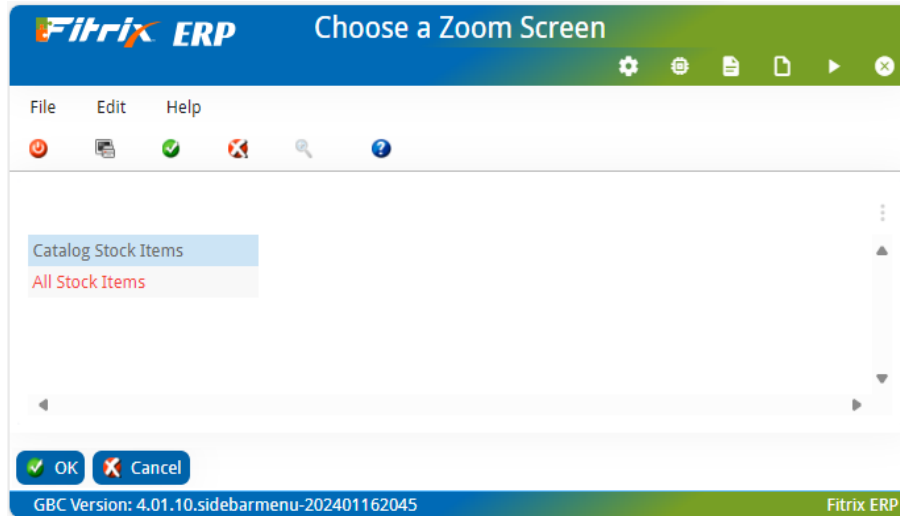 Fitrix ERP Choose a Zoom Screen
File Edit Help
Catalog Stock Items
All Stock Items
OK Cancel
GBC Version: 4.01.10.sidebarmenu-202401162045 Fitrix ERP